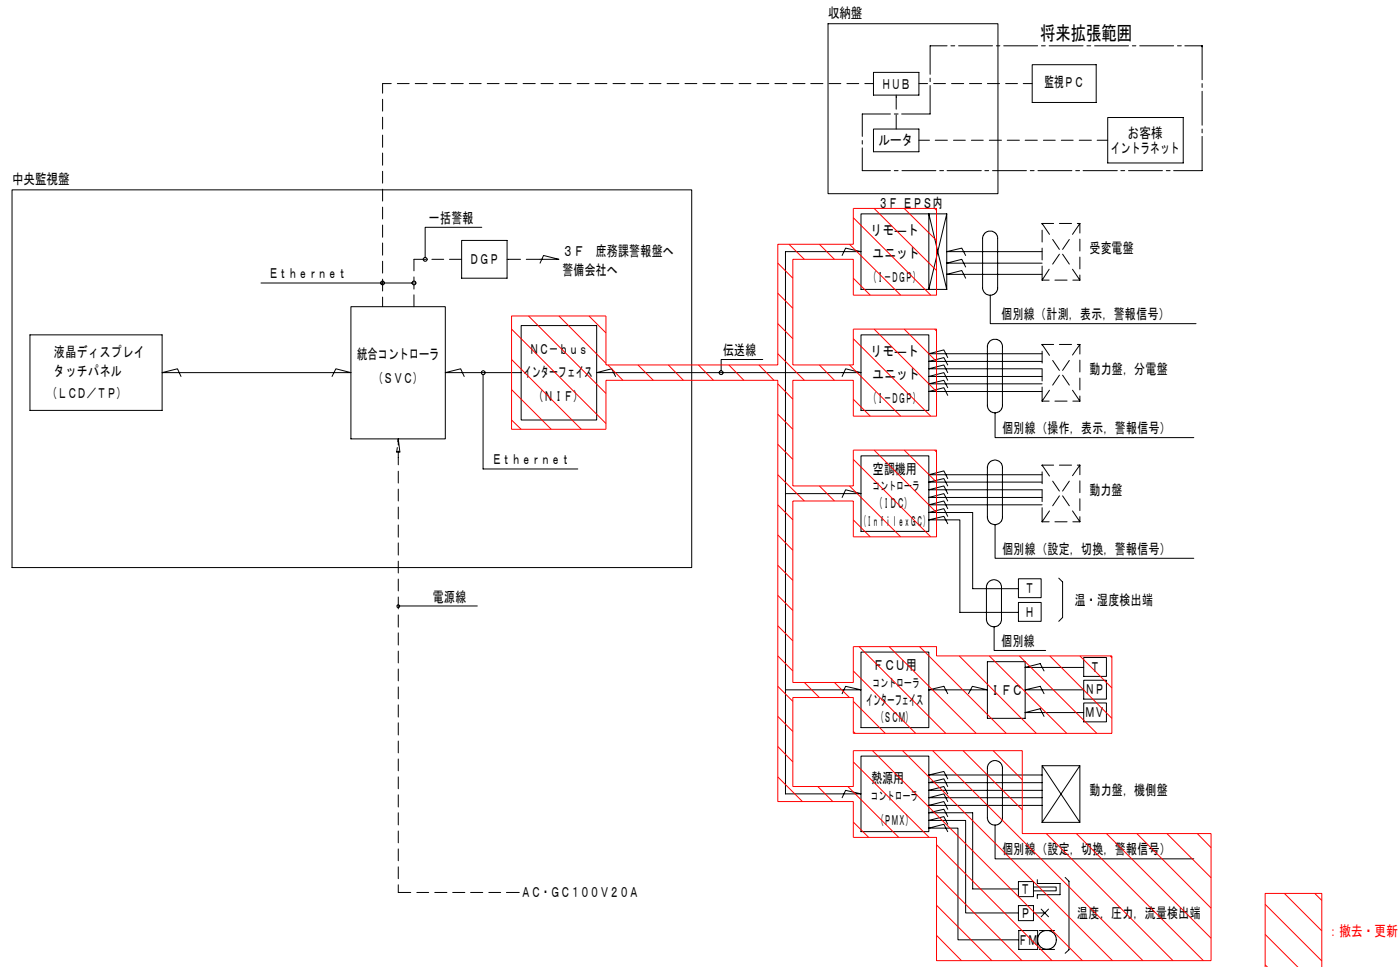 収納盤
将来拡張範囲
HUB
監視PC
ルータ
お客様
イントラネット
中央監視盤
一括警報
DGP
3F 庶務課警報盤へ
警備会社へ
Ethernet
液晶ディスプレイ
タッチパネル
(LCD/TP)
統合コントローラ
(SVC)
NC-bus
インターフェイス
(NIF)
Ethernet
伝送線
電源線
AC・GC100V20A
3F EPS内
リモート
ユニット
(I-DGP)
受変電盤
個別線(計測, 表示, 警報信号)
リモート
ユニット
(I-DGP)
動力盤, 分電盤
個別線(操作, 表示, 警報信号)
空調機用
コントローラ
(IDC)
(InfilexGC)
動力盤
個別線(設定, 切換, 警報信号)
T
H
温・湿度検出端
個別線
FCU用
コントローラ
インターフェイス
(SCM)
IFC
T
NP
MV
熱源用
コントローラ
(PMX)
動力盤, 機側盤
個別線(設定, 切換, 警報信号)
T
P
FM
温度, 圧力, 流量検出端
:撤去・更新